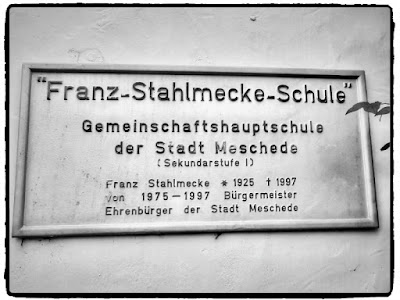 "Franz-Stahlmecke-Schule"
Gemeinschaftshauptschule
der Stadt Meschede
(Sekundarstufe I)
Franz Stahlmecke * 1925 † 1997
von 1975–1997 Bürgermeister
Ehrenbürger der Stadt Meschede